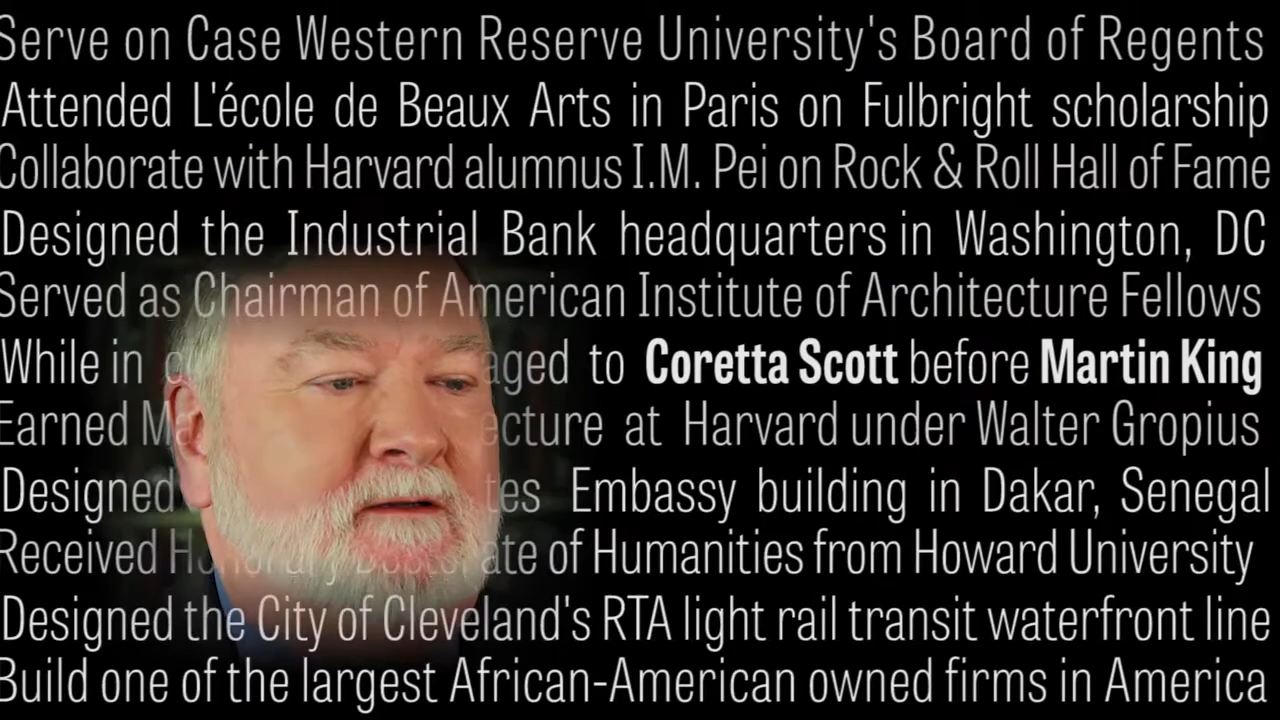 Serve on Case Western Reserve University's Board of Regents
Attended L'école de Beaux Arts in Paris on Fulbright scholarship
Collaborate with Harvard alumnus I.M. Pei on Rock & Roll Hall of Fame
Designed the Industrial Bank headquarters in Washington, DC
Served as Chairman of American Institute of Architecture Fellows
While in to Coretta Scott before Martin King
Earned at Harvard under Walter Gropius
Designed Embassy building in Dakar, Senegal
Received Honorary Doctorate of Humanities from Howard University
Designed the City of Cleveland's RTA light rail transit waterfront line
Build one of the largest African-American owned firms in America